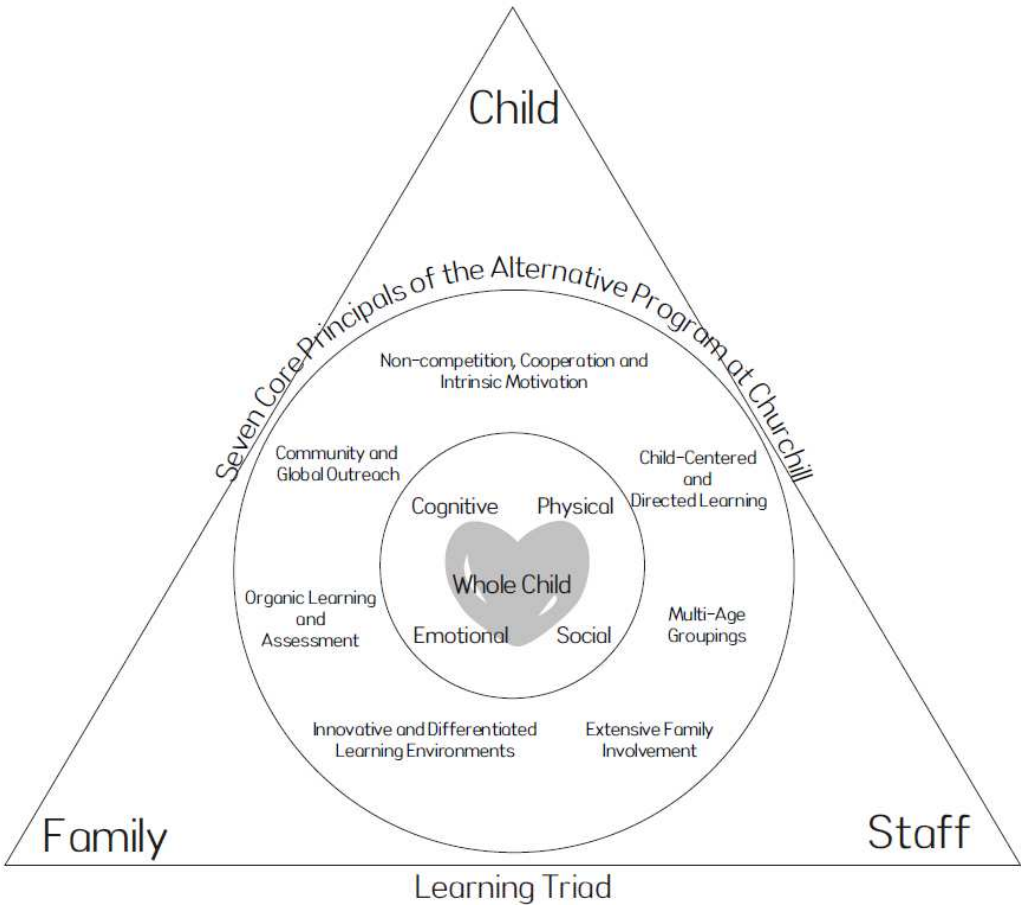 Child
Seven Core Principals of the Alternative Program at Churchill
Non-competition, Cooperation and
Intrinsic Motivation
Community and
Global Outreach
Child-Centered
and
Directed Learning
Cognitive
Physical
Whole Child
Emotional
Social
Organic Learning
and
Assessment
Multi-Age
Groupings
Innovative and Differentiated
Learning Environments
Extensive Family
Involvement
Family
Staff
Learning Triad